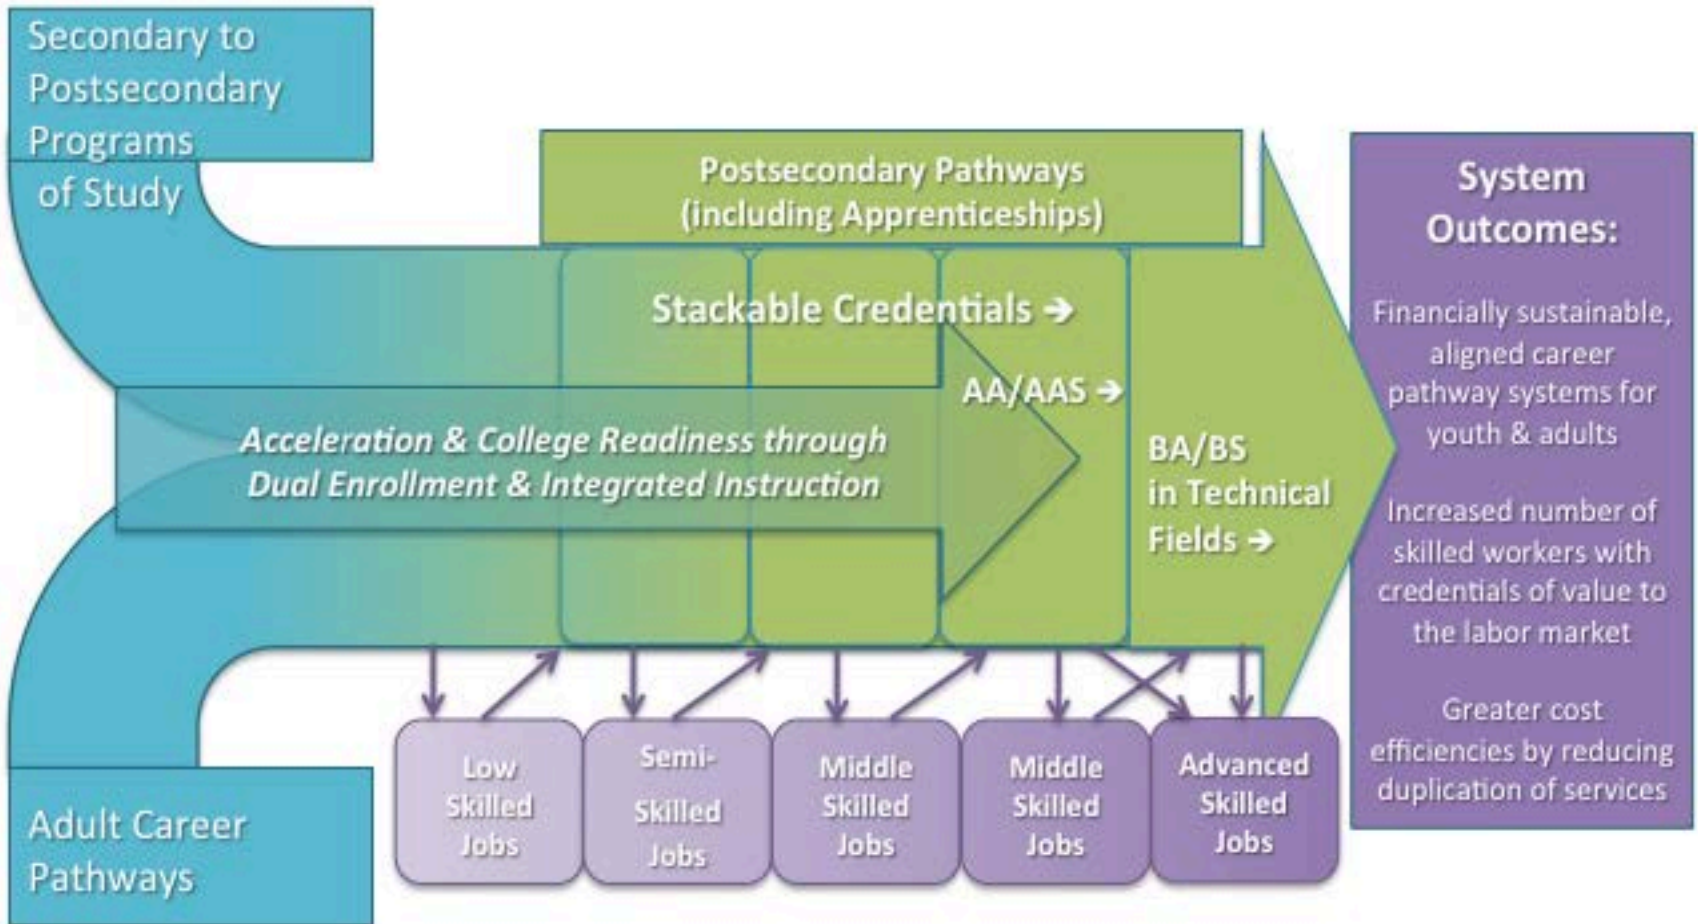 Secondary to
Postsecondary
Programs
of Study
Postsecondary Pathways
(including Apprenticeships)
Stackable Credentials →
AA/AAS →
Acceleration & College Readiness through
Dual Enrollment & Integrated Instruction
BA/BS
in Technical
Fields →
Low
Skilled
Jobs
Semi-
Skilled
Jobs
Middle
Skilled
Jobs
Middle
Skilled
Jobs
Advanced
Skilled
Jobs
Adult Career
Pathways
System
Outcomes:
Financially sustainable,
aligned career
pathway systems for
youth & adults
Increased number of
skilled workers with
credentials of value to
the labor market
Greater cost
efficiencies by reducing
duplication of services